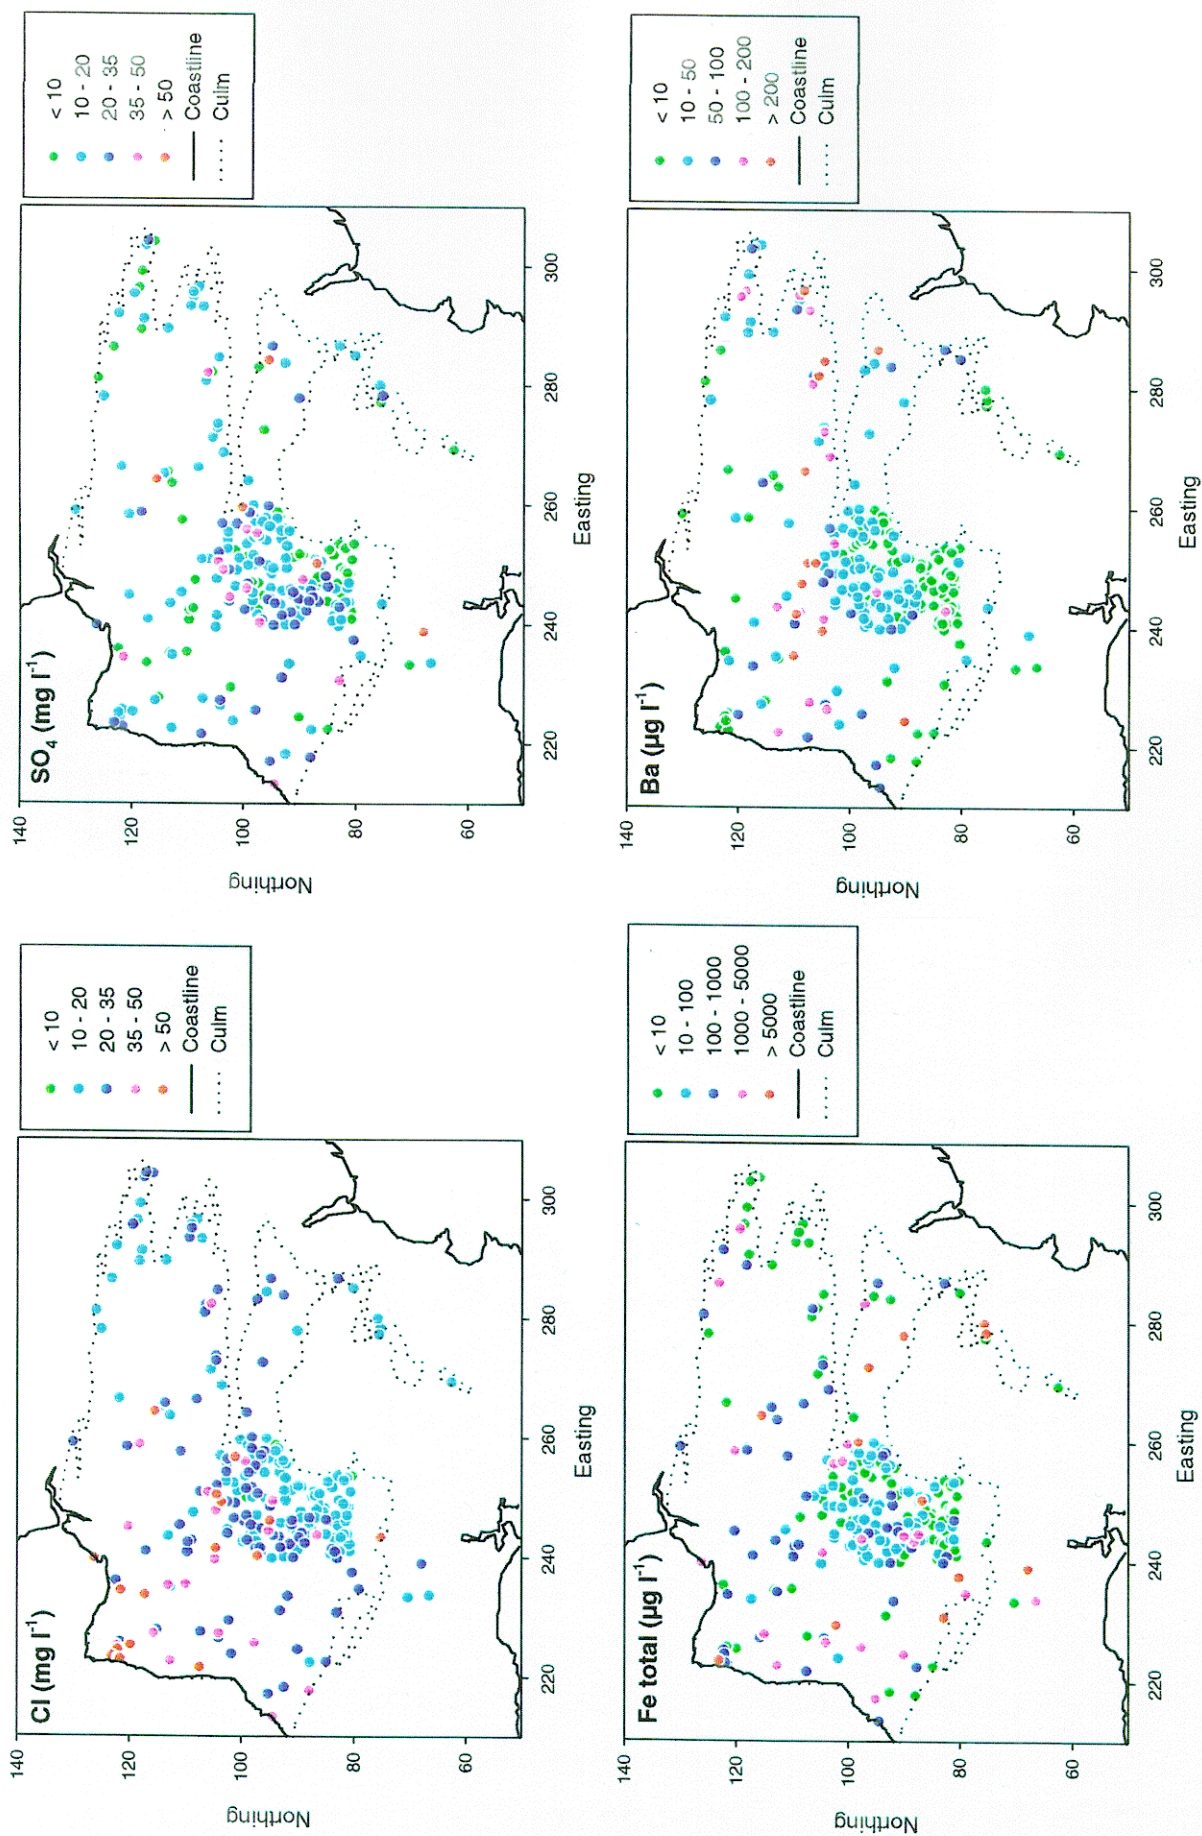 Cl (mg l⁻¹)
140
120
100
80
60
Northing
220 240 260 280 300
Easting
< 10
10 - 20
20 - 35
35 - 50
> 50
Coastline
Culm
SO₄ (mg l⁻¹)
140
120
100
80
60
Northing
220 240 260 280 300
Easting
< 10
10 - 20
20 - 35
35 - 50
> 50
Coastline
Culm
Fe total (µg l⁻¹)
140
120
100
80
60
Northing
220 240 260 280 300
Easting
< 10
10 - 100
100 - 1000
1000 - 5000
> 5000
Coastline
Culm
Ba (µg l⁻¹)
140
120
100
80
60
Northing
220 240 260 280 300
Easting
< 10
10 - 50
50 - 100
100 - 200
> 200
Coastline
Culm